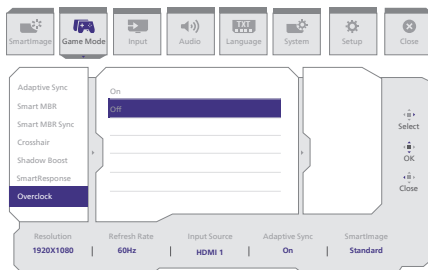 SmartImage
Game Mode
Input
Audio
TXT
Language
System
Setup
Close
Adaptive Sync
Smart MBR
Smart MBR Sync
Crosshair
Shadow Boost
SmartResponse
Overclock
On
Off
Select
OK
Close
Resolution Refresh Rate Input Source Adaptive Sync SmartImage
1920X1080 | 60Hz | HDMI 1 | On | Standard